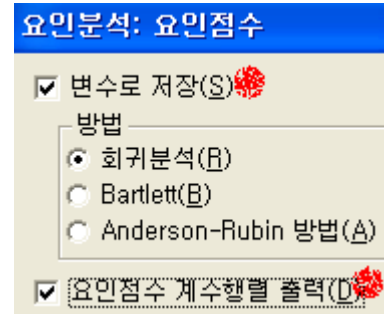 요인분석: 요인점수
변수로 저장(S)
방법
회귀분석(R)
Bartlett(B)
Anderson-Rubin 방법(A)
요인점수 계수행렬 출력(D)